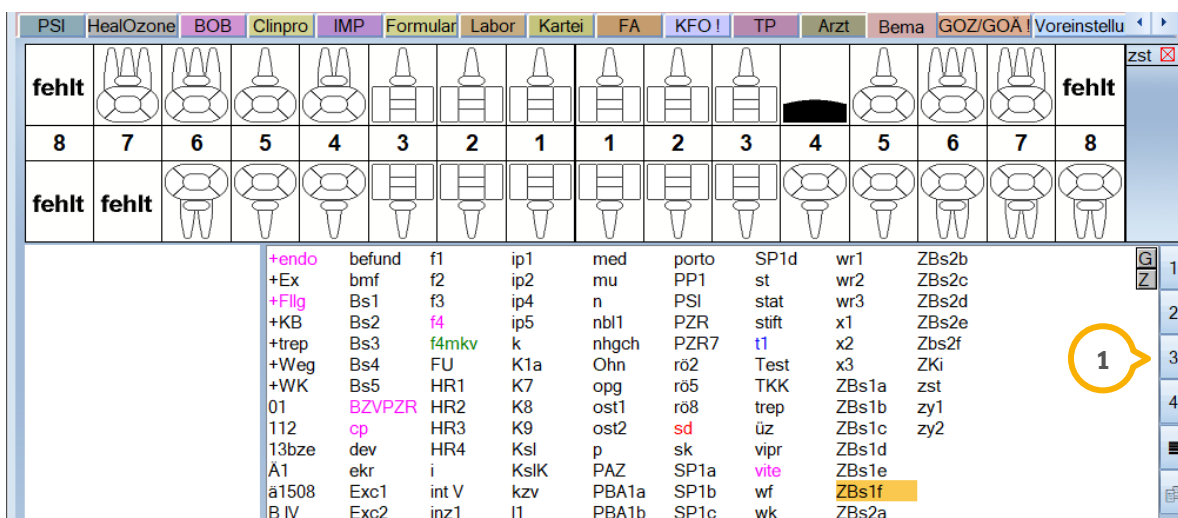 PSI HealOzone BOB Clinpro IMP Formular Labor Kartei FA KFO ! TP Arzt Bema GOZ/GOÄ ! Voreinstellu
zst
fehlt fehlt
8 7 6 5 4 3 2 1 1 2 3 4 5 6 7 8
fehlt fehlt
+endo befund f1 ip1 med porto SP1d wr1 ZBs2b G
+Ex bmf f2 ip2 mu PP1 st wr2 ZBs2c Z 1
+Fllg Bs1 f3 ip4 n PSI stat wr3 ZBs2d
+KB Bs2 f4 ip5 nbl1 PZR stift x1 ZBs2e 2
+trep Bs3 f4mkv k nhgch PZR7 t1 x2 Zbs2f
+Weg Bs4 FU K1a Ohn rö2 Test x3 ZKi 1 3
+WK Bs5 HR1 K7 opg rö5 TKK ZBs1a zst
01 BZVPZR HR2 K8 ost1 rö8 trep ZBs1b zy1 4
112 cp HR3 K9 ost2 sd üz ZBs1c zy2
13bze dev HR4 Ksl p sk vipr ZBs1d
Ä1 ekr i KslK PAZ SP1a vite ZBs1e
ä1508 Exc1 int V kzv PBA1a SP1b wf ZBs1f
B IV Exc2 inz1 l1 PBA1b SP1c wk ZBs2a